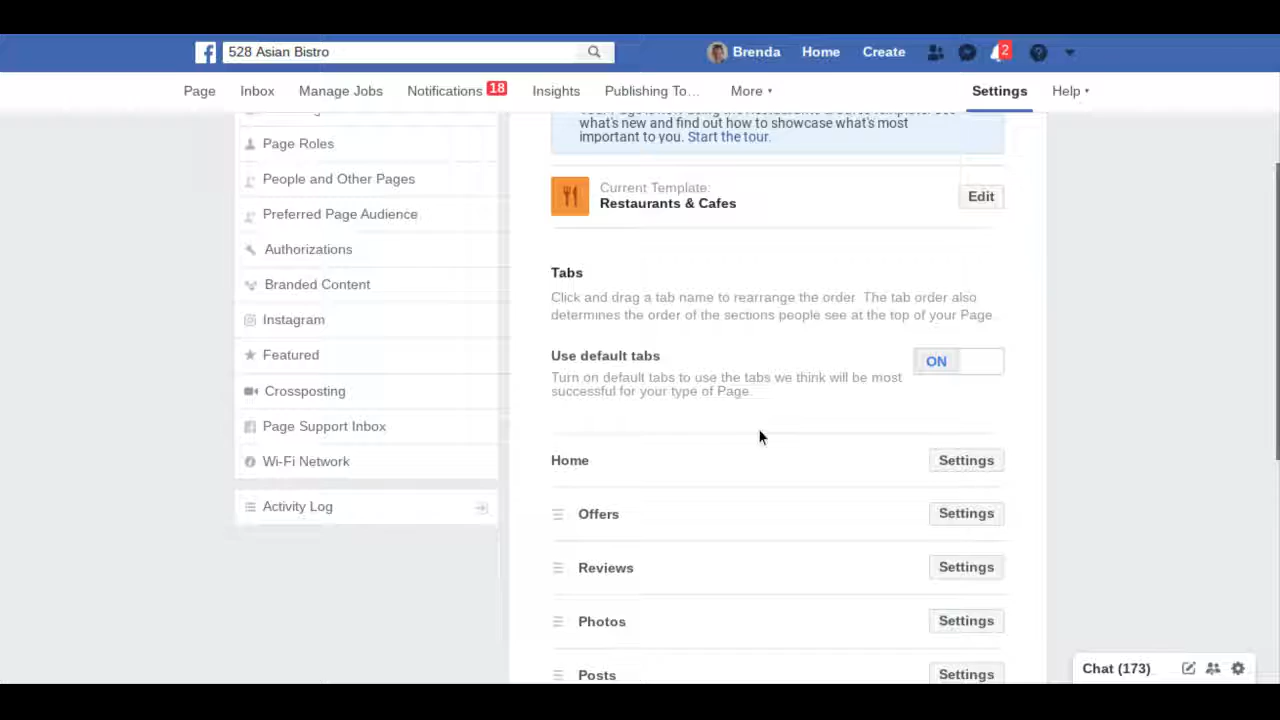 528 Asian Bistro
Brenda
Home
Create
2
Page
Inbox
Manage Jobs
Notifications 18
Insights
Publishing To…
More
Settings
Help
Page Roles
People and Other Pages
Preferred Page Audience
Authorizations
Branded Content
Instagram
Featured
Crossposting
Page Support Inbox
Wi-Fi Network
Activity Log
what's new and find out how to showcase what's most
important to you. Start the tour.
Current Template:
Restaurants & Cafes
Edit
Tabs
Click and drag a tab name to rearrange the order. The tab order also
determines the order of the sections people see at the top of your Page.
Use default tabs
ON
Turn on default tabs to use the tabs we think will be most
successful for your type of Page.
Home
Settings
Offers
Settings
Reviews
Settings
Photos
Settings
Posts
Settings
Chat (173)